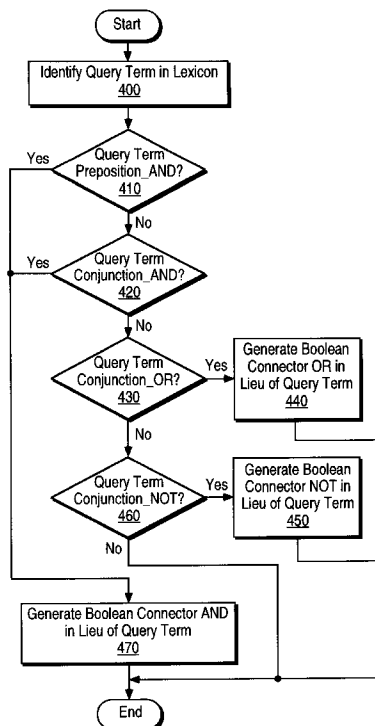 Start
Identify Query Term in Lexicon
400
Yes
Query Term
Preposition_AND?
410
No
Yes
Query Term
Conjunction_AND?
420
No
Query Term
Conjunction_OR?
430
Yes
Generate Boolean
Connector OR in
Lieu of Query Term
440
No
Query Term
Conjunction_NOT?
460
Yes
Generate Boolean
Connector NOT in
Lieu of Query Term
450
No
Generate Boolean Connector AND
in Lieu of Query Term
470
End